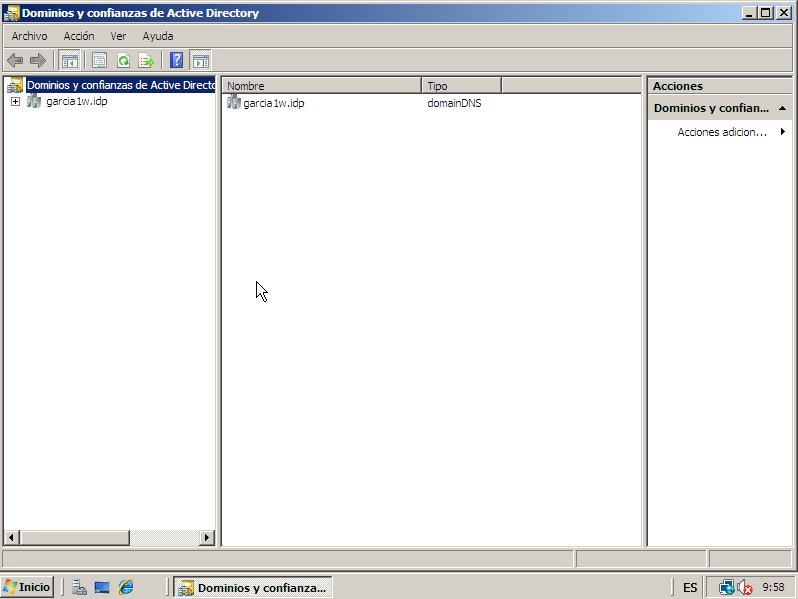 Dominios y confianzas de Active Directory
Archivo Acción Ver Ayuda
Dominios y confianzas de Active Directo
garcia1w.idp
Nombre Tipo
garcia1w.idp domainDNS
Acciones
Dominios y confian...
Acciones adicion...
Inicio Dominios y confianza... ES 9:58